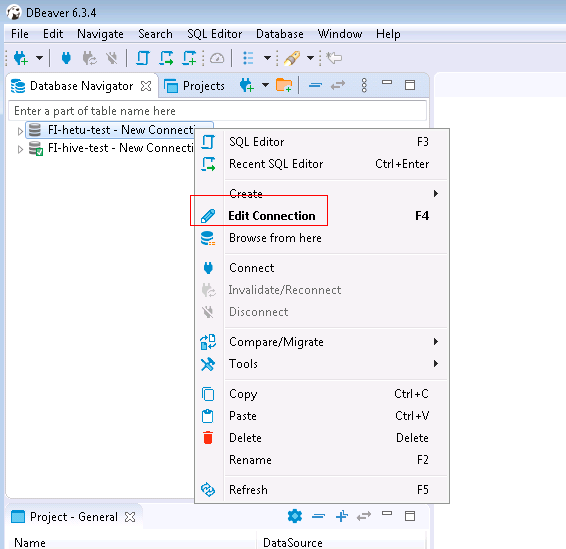 DBeaver 6.3.4
File Edit Navigate Search SQL Editor Database Window Help
Database Navigator Projects
Enter a part of table name here
FI-hetu-test - New Connecti
FI-hive-test - New Connecti
SQL Editor F3
Recent SQL Editor Ctrl+Enter
Create
Edit Connection F4
Browse from here
Connect
Invalidate/Reconnect
Disconnect
Compare/Migrate
Tools
Copy Ctrl+C
Paste Ctrl+V
Delete Delete
Rename F2
Refresh F5
Project - General
Name DataSource